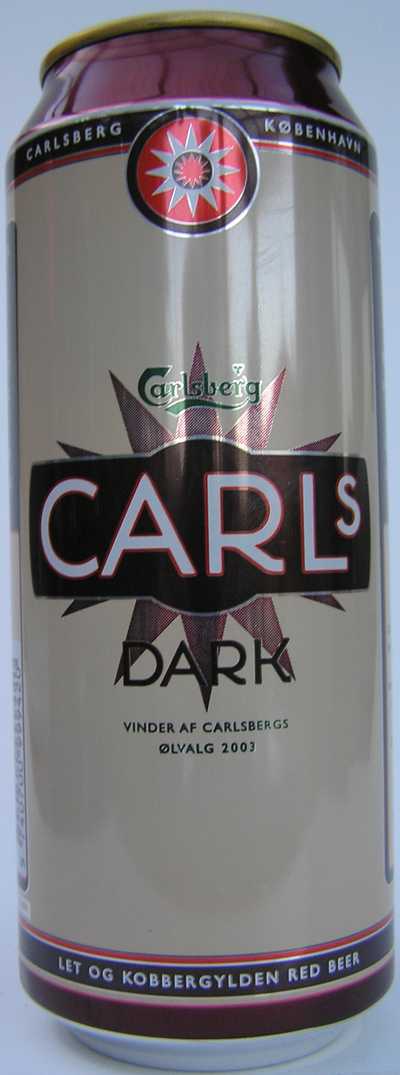 CARLSBERG KØBENHAVN
Carlsberg
CARLS
DARK
VINDER AF CARLSBERGS
ØLVALG 2003
LET OG KOBBERGYLDEN RED BEER